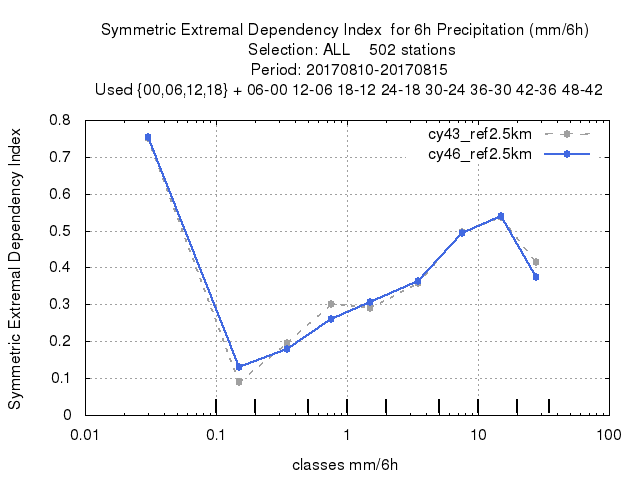 Symmetric Extremal Dependency Index  for 6h Precipitation (mm/6h)
Selection: ALL    502 stations
Period: 20170810-20170815
Used {00,06,12,18} + 06-00 12-06 18-12 24-18 30-24 36-30 42-36 48-42
cy43_ref2.5km
cy46_ref2.5km
Symmetric Extremal Dependency Index
0.8
0.7
0.6
0.5
0.4
0.3
0.2
0.1
0
0.01 0.1 1 10 100
classes mm/6h